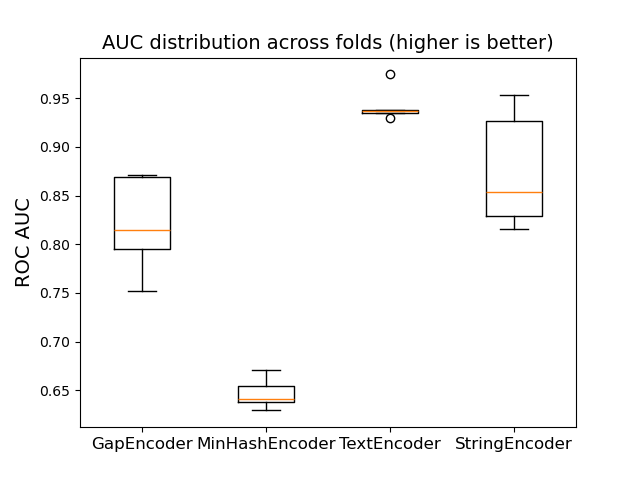 AUC distribution across folds (higher is better)
ROC AUC
0.95
0.90
0.85
0.80
0.75
0.70
0.65
GapEncoder MinHashEncoder TextEncoder StringEncoder